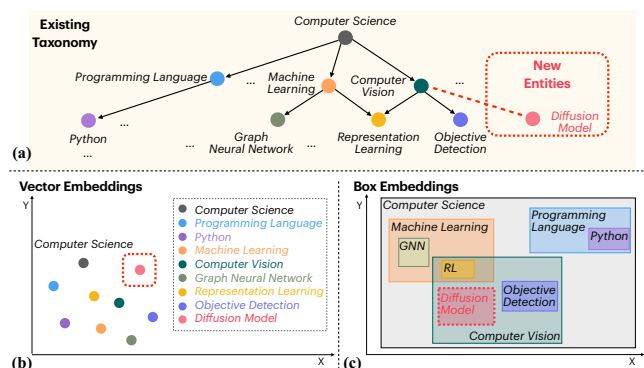 Existing
Taxonomy
Computer Science
Programming Language
...
Machine
Learning
Computer
Vision
...
New
Entities
Python
...
...
Graph
Neural Network
...
Representation
Learning
Objective
Detection
Diffusion
Model
(a)
...
Vector Embeddings
Y
Computer Science
Computer Science
Programming Language
Python
Machine Learning
Computer Vision
Graph Neural Network
Representation Learning
Objective Detection
Diffusion Model
(b)
X
Box Embeddings
Y
Computer Science
Machine Learning
GNN
RL
Programming
Language
Python
Diffusion
Model
Objective
Detection
Computer Vision
(c)
X